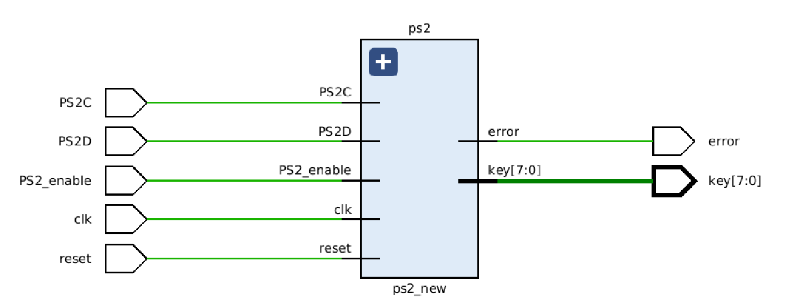 ps2
PS2C PS2C
PS2D PS2D error error
PS2_enable PS2_enable key[7:0] key[7:0]
clk clk
reset reset
ps2_new